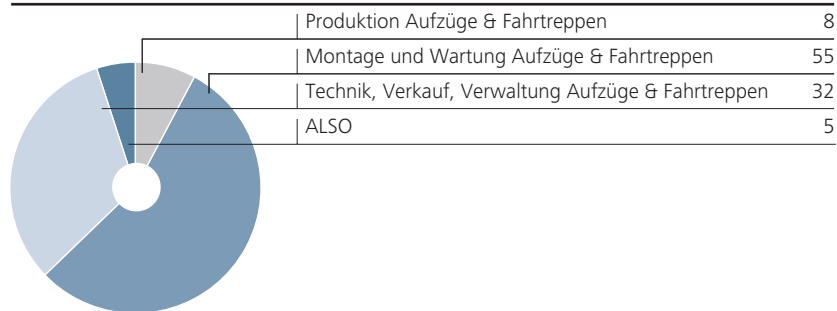 Produktion Aufzüge & Fahrtreppen 8
Montage und Wartung Aufzüge & Fahrtreppen 55
Technik, Verkauf, Verwaltung Aufzüge & Fahrtreppen 32
ALSO 5